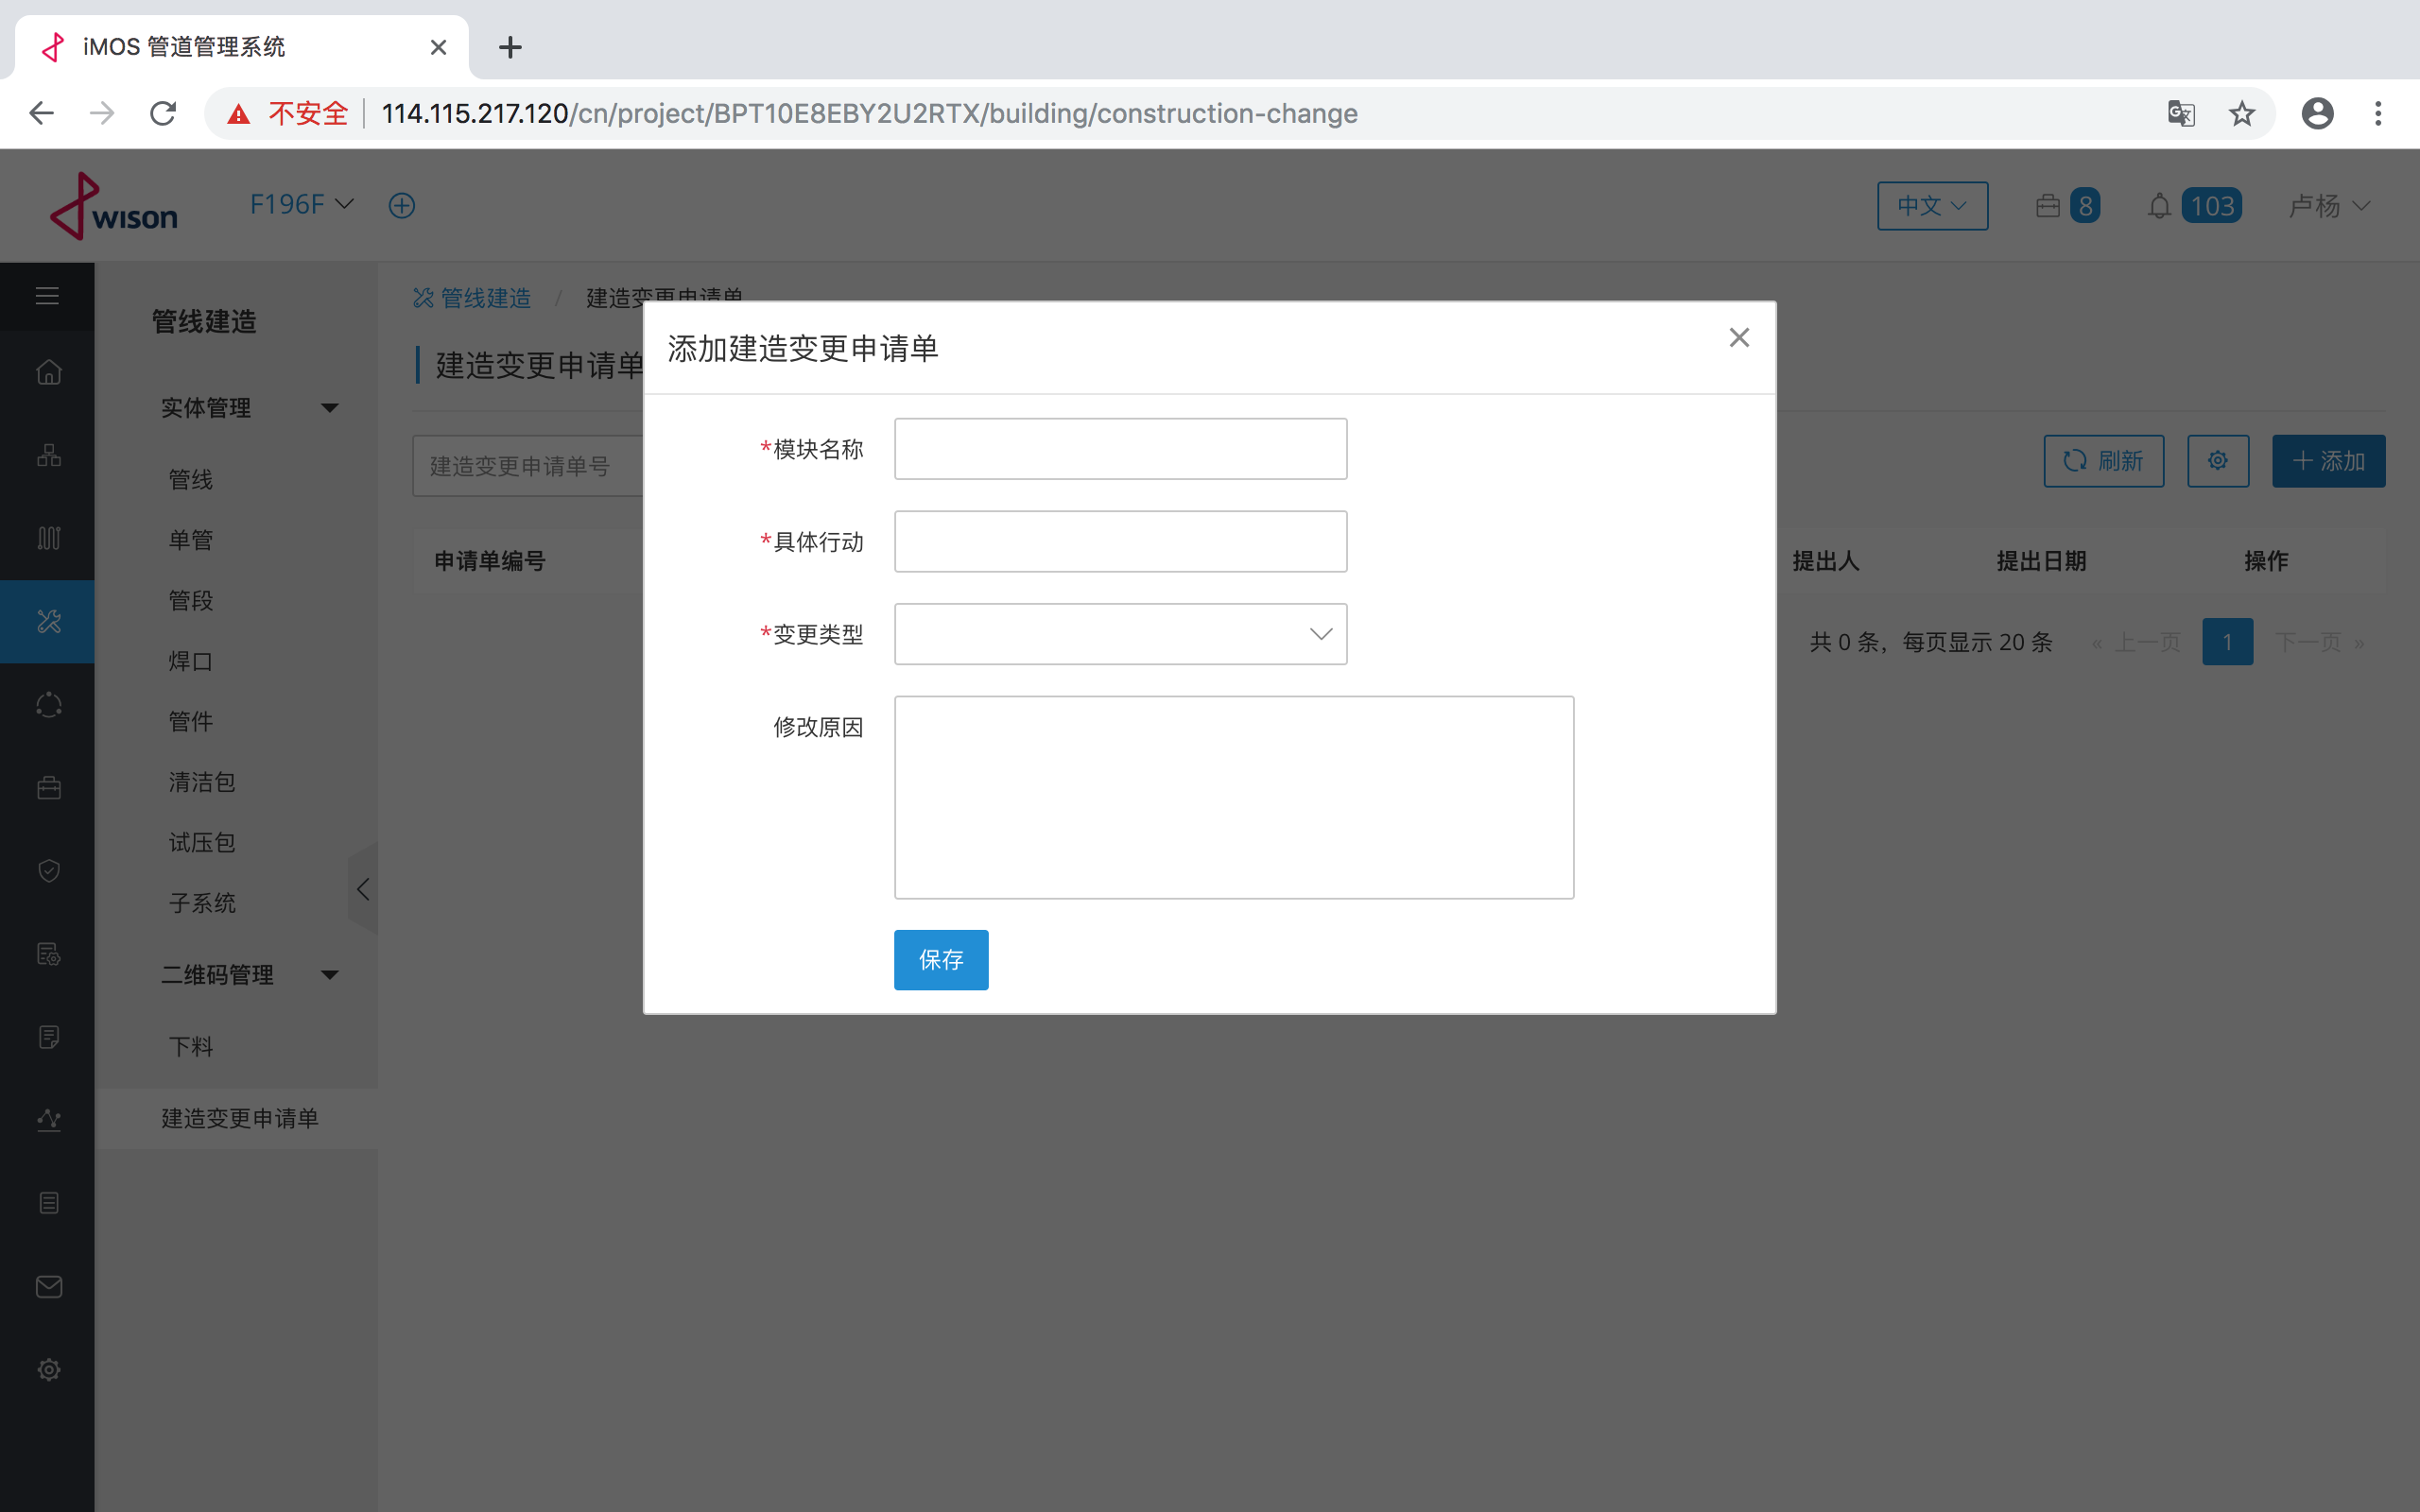 iMOS 管道管理系统
不安全 114.115.217.120/cn/project/BPT10E8EBY2U2RTX/building/construction-change
wison
F196F
中文
8
103
卢杨
管线建造
实体管理
管线
单管
管段
焊口
管件
清洁包
试压包
子系统
二维码管理
下料
建造变更申请单
管线建造 / 建造变更申请单
建造变更申请单
建造变更申请单号
刷新
添加
申请单编号
提出人
提出日期
操作
共 0 条，每页显示 20 条
« 上一页
1
下一页 »
添加建造变更申请单
*模块名称
*具体行动
*变更类型
修改原因
保存